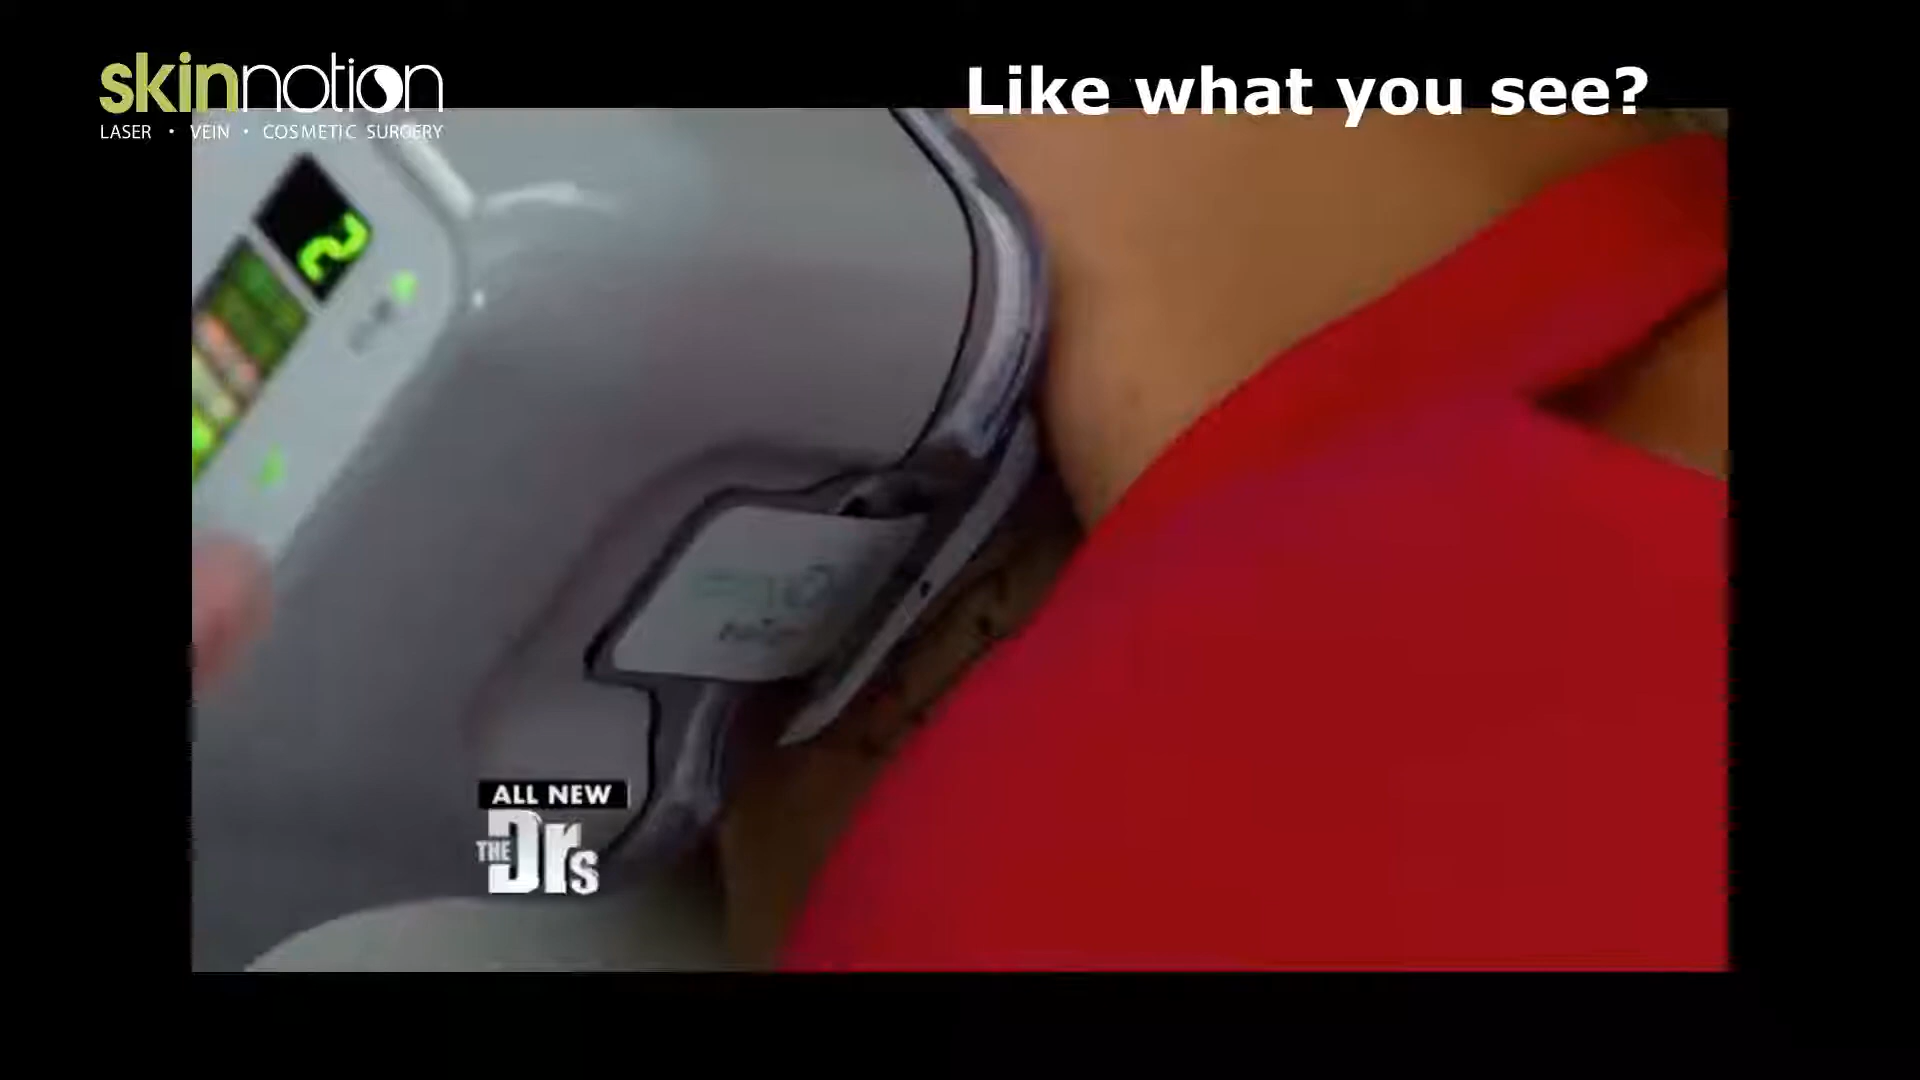 skinnotion
LASER • VEIN • COSMETIC SURGERY
Like what you see?
2
ALL NEW
THE Drs